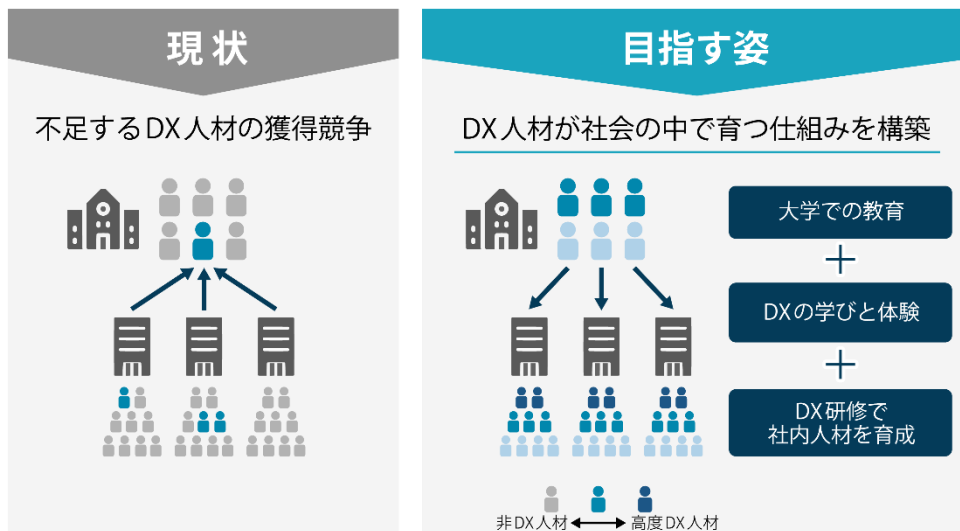 現状
不足するDX人材の獲得競争
目指す姿
DX人材が社会の中で育つ仕組みを構築
大学での教育
+
DXの学びと体験
+
DX研修で
社内人材を育成
非DX人材
高度DX人材